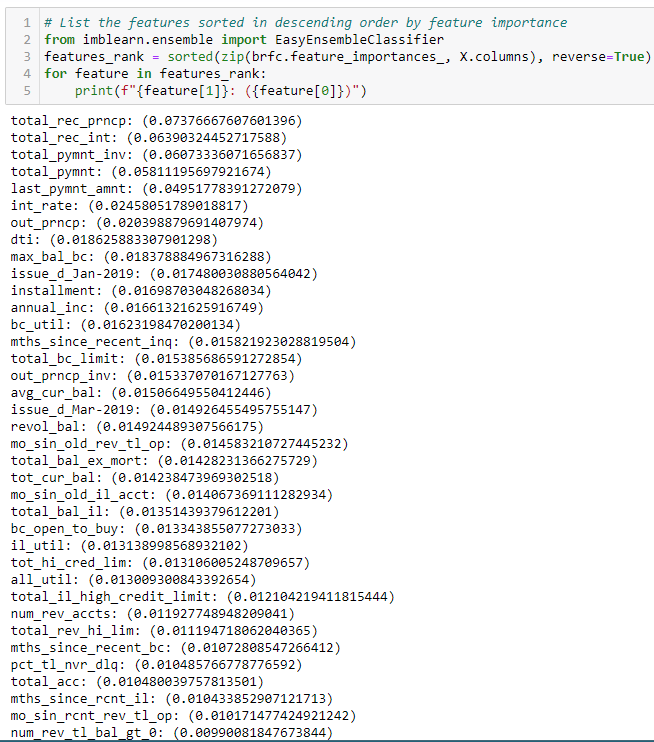 1 # List the features sorted in descending order by feature importance
2 from imblearn.ensemble import EasyEnsembleClassifier
3 features_rank = sorted(zip(brfc.feature_importances_, X.columns), reverse=True)
4 for feature in features_rank:
5     print(f"{feature[1]}: ({feature[0]})")
total_rec_prncp: (0.07376667607601396)
total_rec_int: (0.06390324452717588)
total_pymnt_inv: (0.06073336071656837)
total_pymnt: (0.05811195697921674)
last_pymnt_amnt: (0.04951778391272079)
int_rate: (0.02458051789018817)
out_prncp: (0.020398879691407974)
dti: (0.018625883307901298)
max_bal_bc: (0.018378884967316288)
issue_d_Jan-2019: (0.017480030880564042)
installment: (0.01698703048268034)
annual_inc: (0.01661321625916749)
bc_util: (0.01623198470200134)
mths_since_recent_inq: (0.015821923028819504)
total_bc_limit: (0.015385686591272854)
out_prncp_inv: (0.015337070167127763)
avg_cur_bal: (0.01506649550412446)
issue_d_Mar-2019: (0.014926455495755147)
revol_bal: (0.014924489307566175)
mo_sin_old_rev_tl_op: (0.014583210727445232)
total_bal_ex_mort: (0.01428231366275729)
tot_cur_bal: (0.014238473969302518)
mo_sin_old_il_acct: (0.014067369111282934)
total_bal_il: (0.01351439379612201)
bc_open_to_buy: (0.013343855077273033)
il_util: (0.013138998568932102)
tot_hi_cred_lim: (0.013106005248709657)
all_util: (0.013009300843392654)
total_il_high_credit_limit: (0.012104219411815444)
num_rev_accts: (0.011927748948209041)
total_rev_hi_lim: (0.011194718062040365)
mths_since_recent_bc: (0.01072808547266412)
pct_tl_nvr_dlq: (0.010485766778776592)
total_acc: (0.010480039757813501)
mths_since_rcnt_il: (0.010433852907121713)
mo_sin_rcnt_rev_tl_op: (0.010171477424921242)
num_rev_tl_bal_gt_0: (0.00990081847673844)